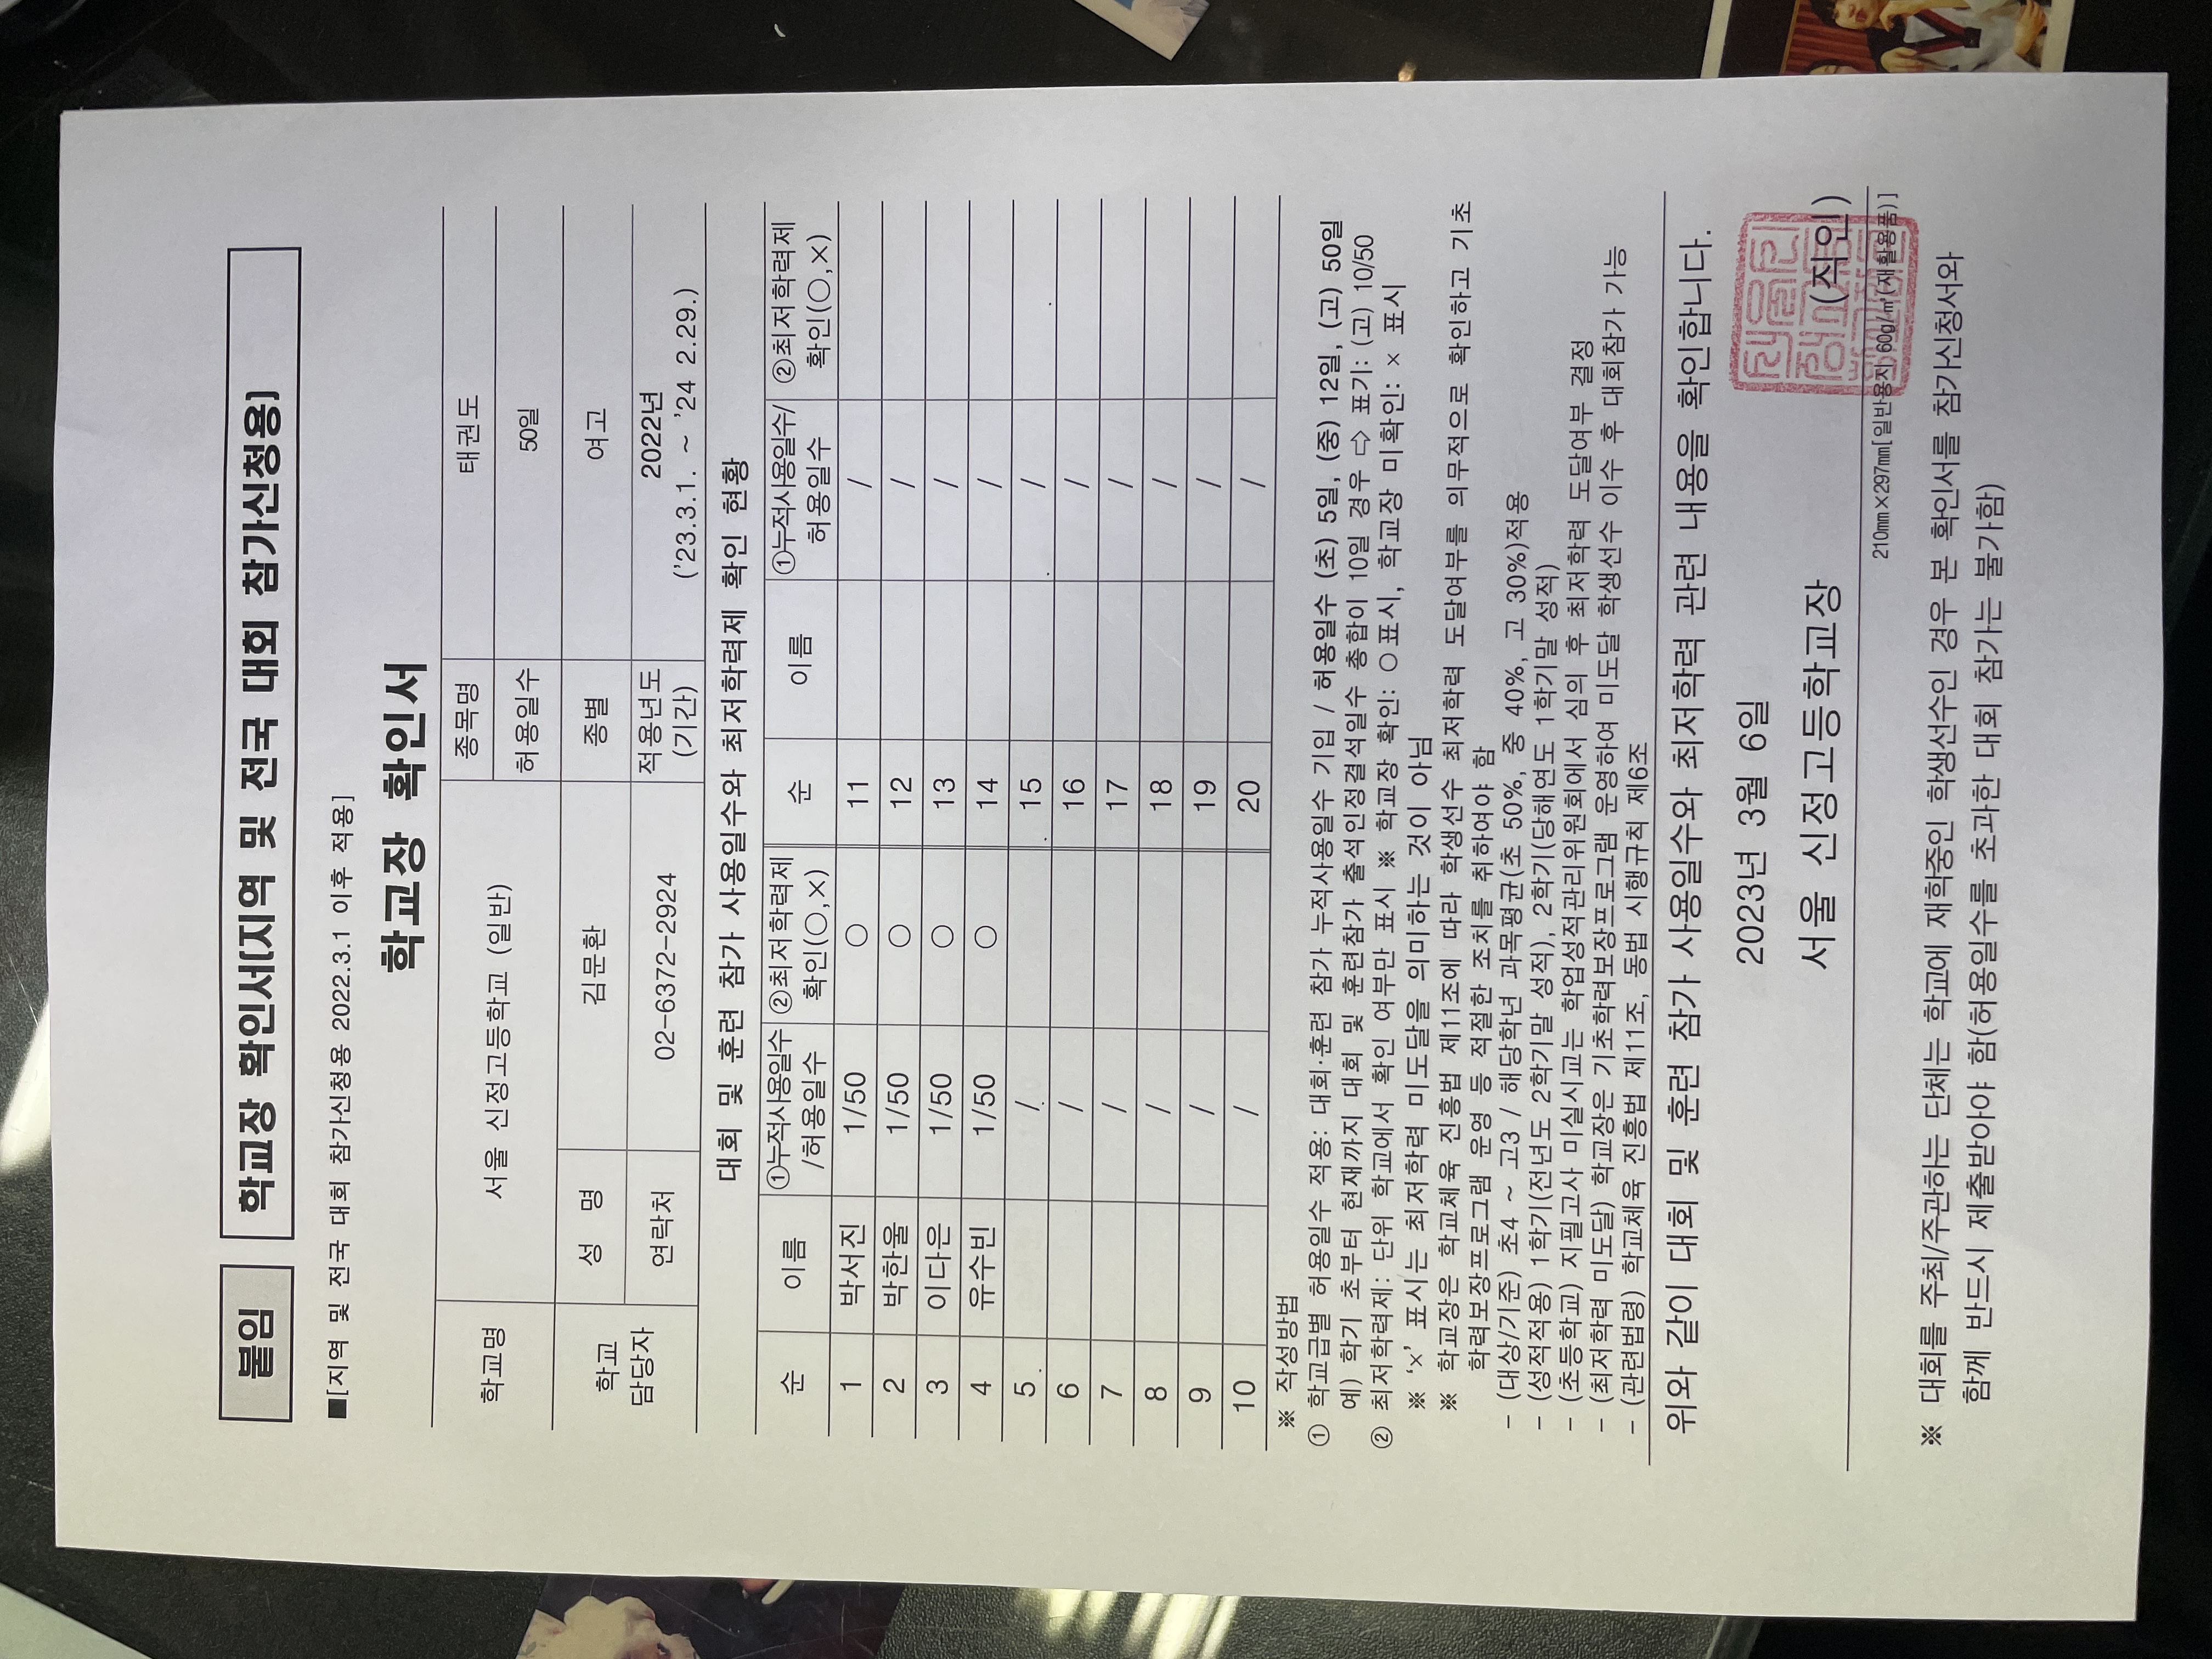 붙임
학교장 확인서[지역 및 전국 대회 참가신청용]
■[지역 및 전국 대회 참가신청용 2022.3.1 이후 적용]
학교장 확인서
학교명 서울 신정고등학교 (일반) 종목명 태권도
허용일수 50일
학교 담당자 성 명 김문환 종별 여고
연락처 02-6372-2924 적용년도 (기간) 2022년
('23.3.1. ~ '24 2.29.)
대회 및 훈련 참가 사용일수와 최저학력제 확인 현황
순 이름 ①누적사용일수/허용일수 ②최저학력제 확인(○,×) 순 이름 ①누적사용일수/허용일수 ②최저학력제 확인(○,×)
1 박서진 1/50 ○ 11 /
2 박한울 1/50 ○ 12 /
3 이다은 1/50 ○ 13 /
4 유수빈 1/50 ○ 14 /
5 / 15 /
6 / 16 /
7 / 17 /
8 / 18 /
9 / 19 /
10 / 20 /
※ 작성방법
① 학교급별 허용일수 적용: 대회·훈련 참가 누적사용일수 기입 / 허용일수 (초) 5일, (중) 12일, (고) 50일
예) 학기 초부터 현재까지 대회 및 훈련참가 출석인정결석일수 총합이 10일 경우 ⇨ 표기: (고) 10/50
② 최저학력제: 단위 학교에서 확인 여부만 표시 ※ 학교장 확인: ○표시, 학교장 미확인: × 표시
※ '×' 표시는 최저학력 미도달을 의미하는 것이 아님
※ 학교장은 학교체육 진흥법 제11조에 따라 학생선수 최저학력 도달여부를 의무적으로 확인하고 기초
학력보장프로그램 운영 등 적절한 조치를 취하여야 함
- (대상/기준) 초4 ~ 고3 / 해당학년 과목평균(초 50%, 중 40%, 고 30%)적용
- (성적적용) 1학기(전년도 2학기말 성적), 2학기(당해연도 1학기말 성적)
- (초등학교) 지필고사 미실시교는 학업성적관리위원회에서 심의 후 최저학력 도달여부 결정
- (최저학력 미도달) 학교장은 기초학력보장프로그램 운영하여 미도달 학생선수 이수 후 대회참가 가능
- (관련법령) 학교체육 진흥법 제11조, 동법 시행규칙 제6조
위와 같이 대회 및 훈련 참가 사용일수와 최저학력 관련 내용을 확인합니다.
2023년 3월 6일
서울 신정고등학교장 (직인)
210㎜×297㎜[일반용지 60g/㎡(재활용품)]
※ 대회를 주최/주관하는 단체는 학교에 재학중인 학생선수인 경우 본 확인서를 참가신청서와
함께 반드시 제출받아야 함(허용일수를 초과한 대회 참가는 불가함)